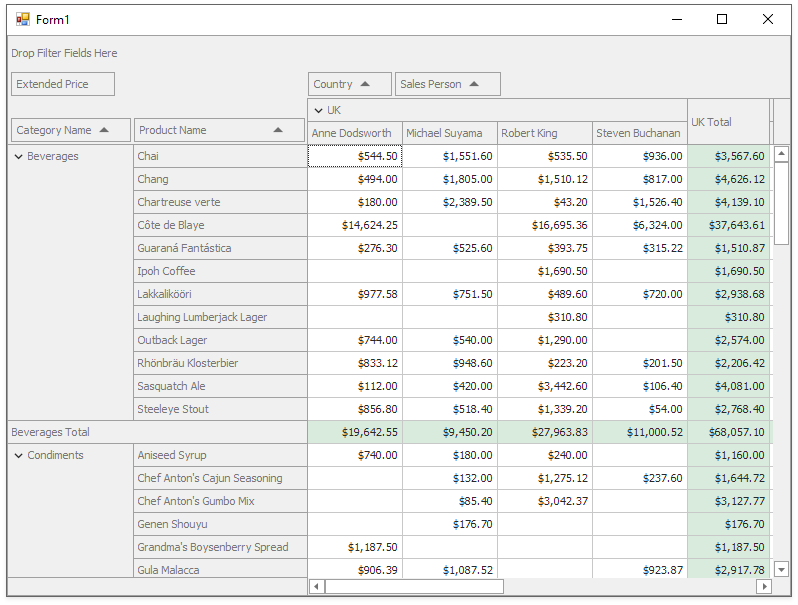 Form1
Drop Filter Fields Here
Extended Price Country Sales Person
UK UK Total
Category Name Product Name Anne Dodsworth Michael Suyama Robert King Steven Buchanan
Beverages Chai $544.50 $1,551.60 $535.50 $936.00 $3,567.60
Chang $494.00 $1,805.00 $1,510.12 $817.00 $4,626.12
Chartreuse verte $180.00 $2,389.50 $43.20 $1,526.40 $4,139.10
Côte de Blaye $14,624.25 $16,695.36 $6,324.00 $37,643.61
Guaraná Fantástica $276.30 $525.60 $393.75 $315.22 $1,510.87
Ipoh Coffee $1,690.50 $1,690.50
Lakkalikööri $977.58 $751.50 $489.60 $720.00 $2,938.68
Laughing Lumberjack Lager $310.80 $310.80
Outback Lager $744.00 $540.00 $1,290.00 $2,574.00
Rhönbräu Klosterbier $833.12 $948.60 $223.20 $201.50 $2,206.42
Sasquatch Ale $112.00 $420.00 $3,442.60 $106.40 $4,081.00
Steeleye Stout $856.80 $518.40 $1,339.20 $54.00 $2,768.40
Beverages Total $19,642.55 $9,450.20 $27,963.83 $11,000.52 $68,057.10
Condiments Aniseed Syrup $740.00 $180.00 $240.00 $1,160.00
Chef Anton's Cajun Seasoning $132.00 $1,275.12 $237.60 $1,644.72
Chef Anton's Gumbo Mix $85.40 $3,042.37 $3,127.77
Genen Shouyu $176.70 $176.70
Grandma's Boysenberry Spread $1,187.50 $1,187.50
Gula Malacca $906.39 $1,087.52 $923.87 $2,917.78